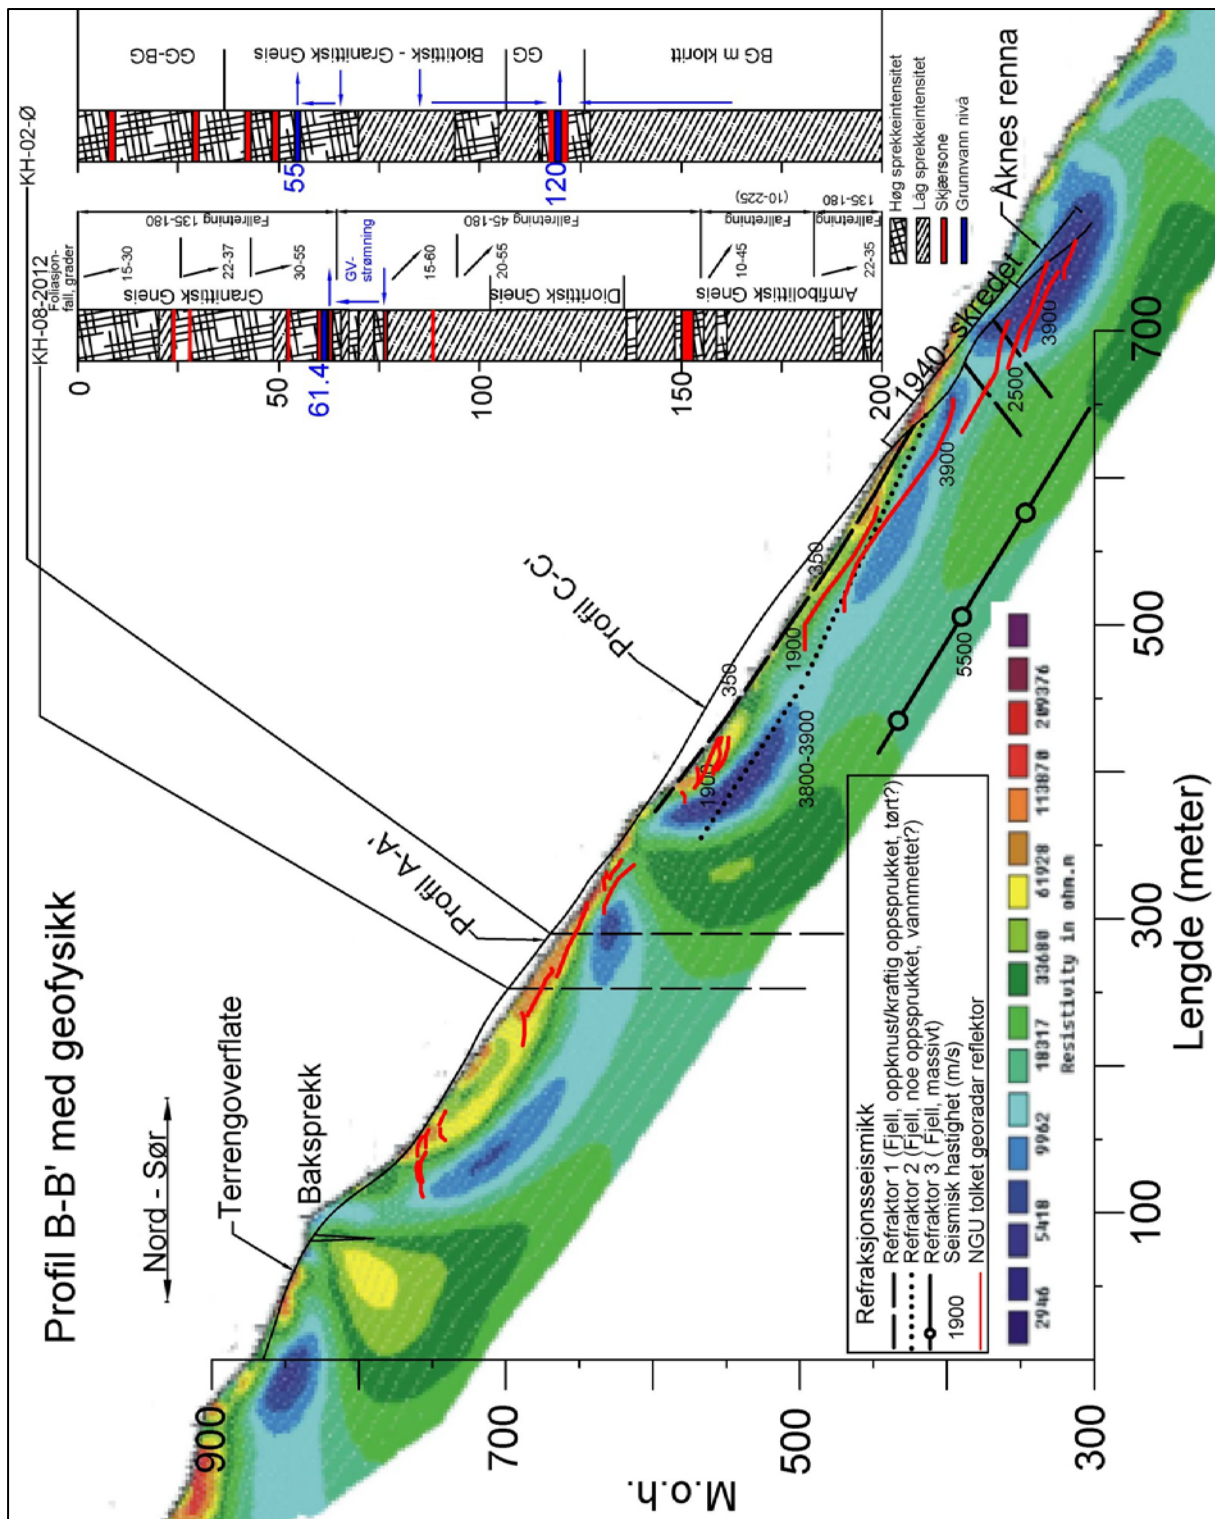 Profil B-B' med geofysikk
Nord - Sør
Terrengoverflate
Baksprekk
Profil A-A'
Profil C-C'
1940 skredet
Åknes renna
KH-08-2012
KH-02-Ø
Foliasjon-
fall, grader
15-30
22-37
30-55
15-60
20-55
10-45
22-35
Fallretning 135-180
Fallretning 45-180
Fallretning
(10-225)
Fallretning
135-180
GV-
strømning
Granittisk Gneis
Diorittisk Gneis
Amfibolittisk Gneis
61.4
0
50
100
150
200
GG-BG
Biotittisk - Granittisk Gneis
GG
BG m kloritt
55
120
Høg sprekkeintensitet
Låg sprekkeintensitet
Skjærsone
Grunnvann nivå
350
350
1900
1900
3800-3900
3900
2500
3900
5500
M.o.h.
900
700
500
300
100
300
500
700
Lengde (meter)
Refraksjonsseismikk
Refraktor 1 (Fjell, oppknust/kraftig oppsprukket, tørt?)
Refraktor 2 (Fjell, noe oppsprukket, vannmettet?)
Refraktor 3 ( Fjell, massivt)
1900 Seismisk hastighet (m/s)
NGU tolket georadar reflektor
2946 5418 9962 18317 33680 61928 113870 209376
Resistivity in ohm.m